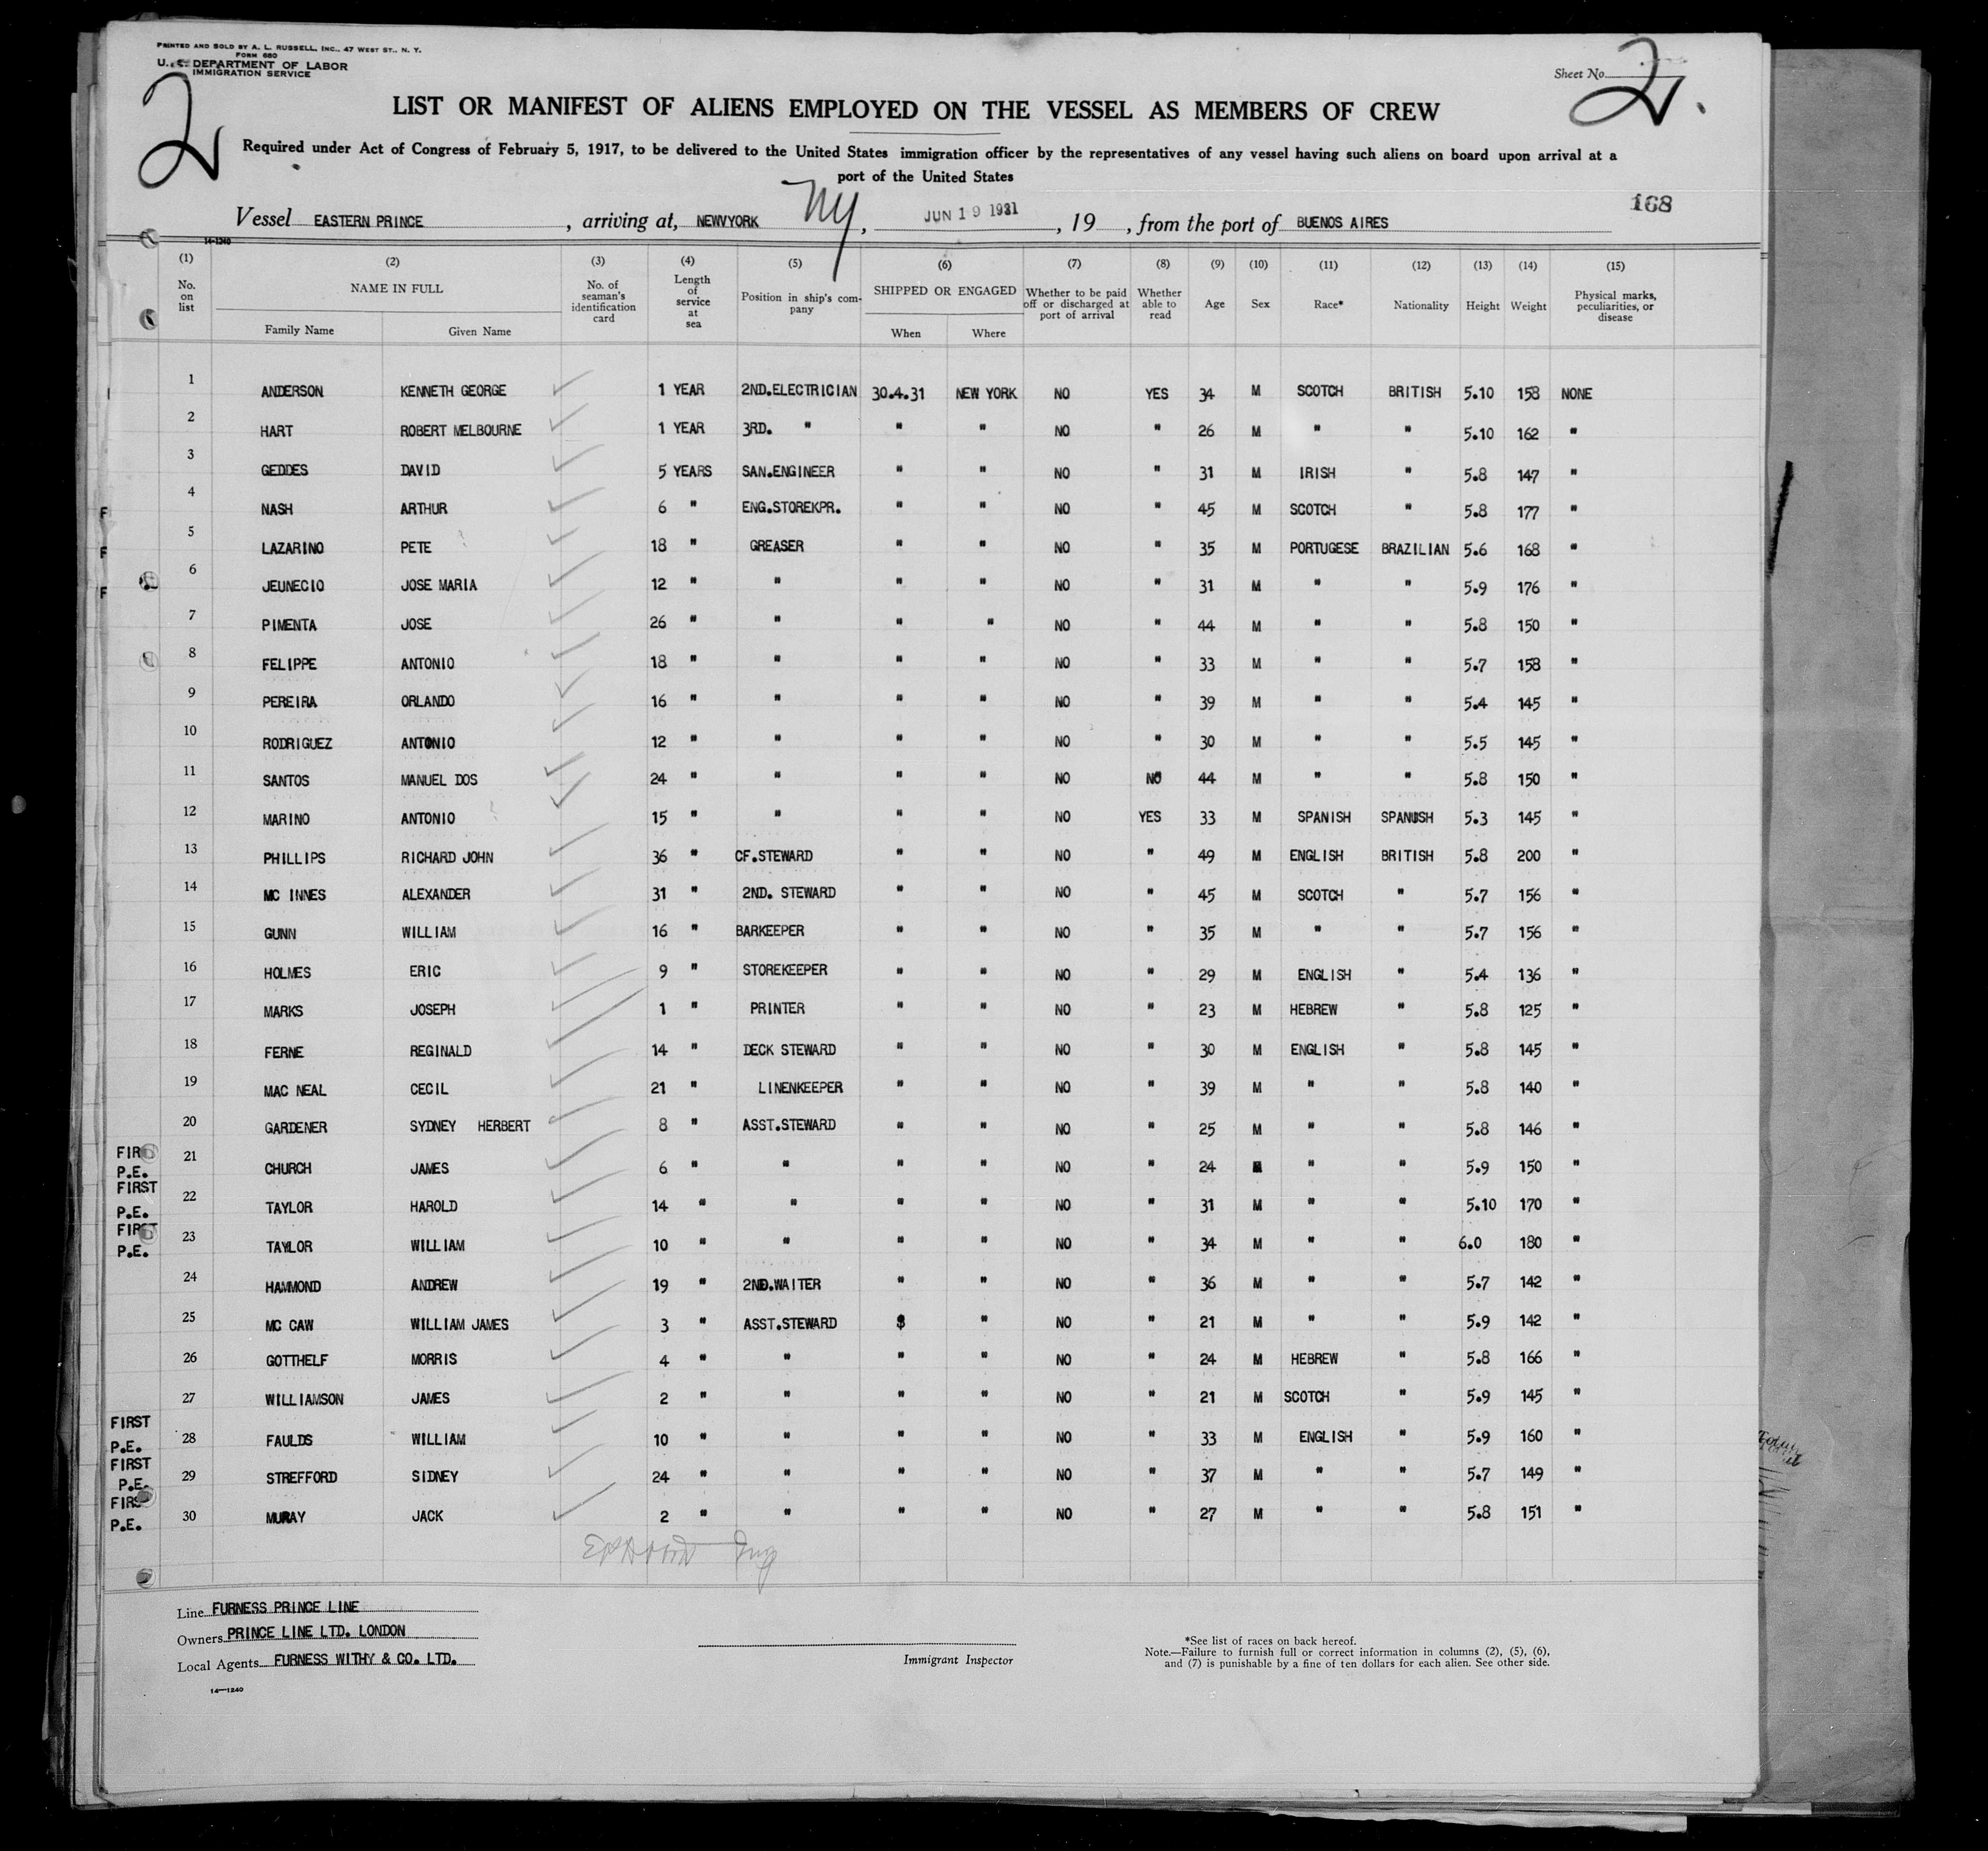 PRINTED AND SOLD BY A. L. RUSSELL, INC., 47 WEST ST., N. Y.
FORM 680
U. S. DEPARTMENT OF LABOR
IMMIGRATION SERVICE
Sheet No.
2
2.
LIST OR MANIFEST OF ALIENS EMPLOYED ON THE VESSEL AS MEMBERS OF CREW
Required under Act of Congress of February 5, 1917, to be delivered to the United States immigration officer by the representatives of any vessel having such aliens on board upon arrival at a
port of the United States
168
Vessel EASTERN PRINCE, arriving at, NEWVYORK NY, JUN 19 1931, 19, from the port of BUENOS AIRES
14-1240
(1) (2) (3) (4) (5) (6) (7) (8) (9) (10) (11) (12) (13) (14) (15)
No. on list NAME IN FULL Family Name Given Name No. of seaman's identification card Length of service at sea Position in ship's company SHIPPED OR ENGAGED When Where Whether to be paid off or discharged at port of arrival Whether able to read Age Sex Race* Nationality Height Weight Physical marks, peculiarities, or disease
1 ANDERSON KENNETH GEORGE 1 YEAR 2ND.ELECTRICIAN 30.4.31 NEW YORK NO YES 34 M SCOTCH BRITISH 5.10 158 NONE
2 HART ROBERT MELBOURNE 1 YEAR 3RD. " " " NO " 26 M " " 5.10 162 "
3 GEDDES DAVID 5 YEARS SAN.ENGINEER " " NO " 31 M IRISH " 5.8 147 "
F 4 NASH ARTHUR 6 " ENG.STOREKPR. " " NO " 45 M SCOTCH " 5.8 177 "
F 5 LAZARINO PETE 18 " GREASER " " NO " 35 M PORTUGESE BRAZILIAN 5.6 168 "
F 6 JEUNECIO JOSE MARIA 12 " " " " NO " 31 M " " 5.9 176 "
7 PIMENTA JOSE 26 " " " " NO " 44 M " " 5.8 150 "
8 FELIPPE ANTONIO 18 " " " " NO " 33 M " " 5.7 158 "
9 PEREIRA ORLANDO 16 " " " " NO " 39 M " " 5.4 145 "
10 RODRIGUEZ ANTONIO 12 " " " " NO " 30 M " " 5.5 145 "
11 SANTOS MANUEL DOS 24 " " " " NO NO 44 M " " 5.8 150 "
12 MARINO ANTONIO 15 " " " " NO YES 33 M SPANISH SPANISH 5.3 145 "
13 PHILLIPS RICHARD JOHN 36 " CF.STEWARD " " NO " 49 M ENGLISH BRITISH 5.8 200 "
14 MC INNES ALEXANDER 31 " 2ND. STEWARD " " NO " 45 M SCOTCH " 5.7 156 "
15 GUNN WILLIAM 16 " BARKEEPER " " NO " 35 M " " 5.7 156 "
16 HOLMES ERIC 9 " STOREKEEPER " " NO " 29 M ENGLISH " 5.4 136 "
17 MARKS JOSEPH 1 " PRINTER " " NO " 23 M HEBREW " 5.8 125 "
18 FERNE REGINALD 14 " DECK STEWARD " " NO " 30 M ENGLISH " 5.8 145 "
19 MAC NEAL CECIL 21 " LINENKEEPER " " NO " 39 M " " 5.8 140 "
20 GARDENER SYDNEY HERBERT 8 " ASST.STEWARD " " NO " 25 M " " 5.8 146 "
FIRST P.E. 21 CHURCH JAMES 6 " " " " NO " 24 M " " 5.9 150 "
FIRST P.E. 22 TAYLOR HAROLD 14 " " " " NO " 31 M " " 5.10 170 "
FIRST P.E. 23 TAYLOR WILLIAM 10 " " " " NO " 34 M " " 6.0 180 "
24 HAMMOND ANDREW 19 " 2ND.WAITER " " NO " 36 M " " 5.7 142 "
25 MC CAW WILLIAM JAMES 3 " ASST.STEWARD $ " NO " 21 M " " 5.9 142 "
26 GOTTHELF MORRIS 4 " " " " NO " 24 M HEBREW " 5.8 166 "
27 WILLIAMSON JAMES 2 " " " " NO " 21 M SCOTCH " 5.9 145 "
FIRST P.E. 28 FAULDS WILLIAM 10 " " " " NO " 33 M ENGLISH " 5.9 160 "
FIRST P.E. 29 STREFFORD SIDNEY 24 " " " " NO " 37 M " " 5.7 149 "
FIRST P.E. 30 MURAY JACK 2 " " " " NO " 27 M " " 5.8 151 "
Line FURNESS PRINCE LINE
Owners PRINCE LINE LTD. LONDON
Local Agents FURNESS WITHY & CO. LTD.
14-1240
Immigrant Inspector
*See list of races on back hereof.
Note.—Failure to furnish full or correct information in columns (2), (5), (6),
and (7) is punishable by a fine of ten dollars for each alien. See other side.